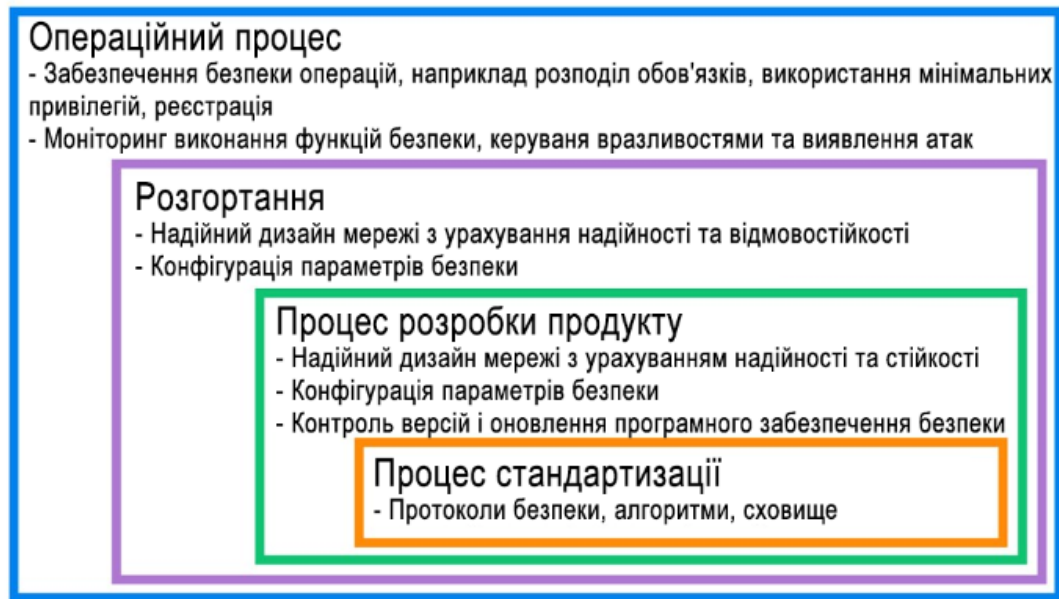 Операційний процес
- Забезпечення безпеки операцій, наприклад розподіл обов'язків, використання мінімальних
привілегій, реєстрація
- Моніторинг виконання функцій безпеки, керуваня вразливостями та виявлення атак
Розгортання
- Надійний дизайн мережі з урахування надійності та відмовостійкості
- Конфігурація параметрів безпеки
Процес розробки продукту
- Надійний дизайн мережі з урахуванням надійності та стійкості
- Конфігурація параметрів безпеки
- Контроль версій і оновлення програмного забезпечення безпеки
Процес стандартизації
- Протоколи безпеки, алгоритми, сховище